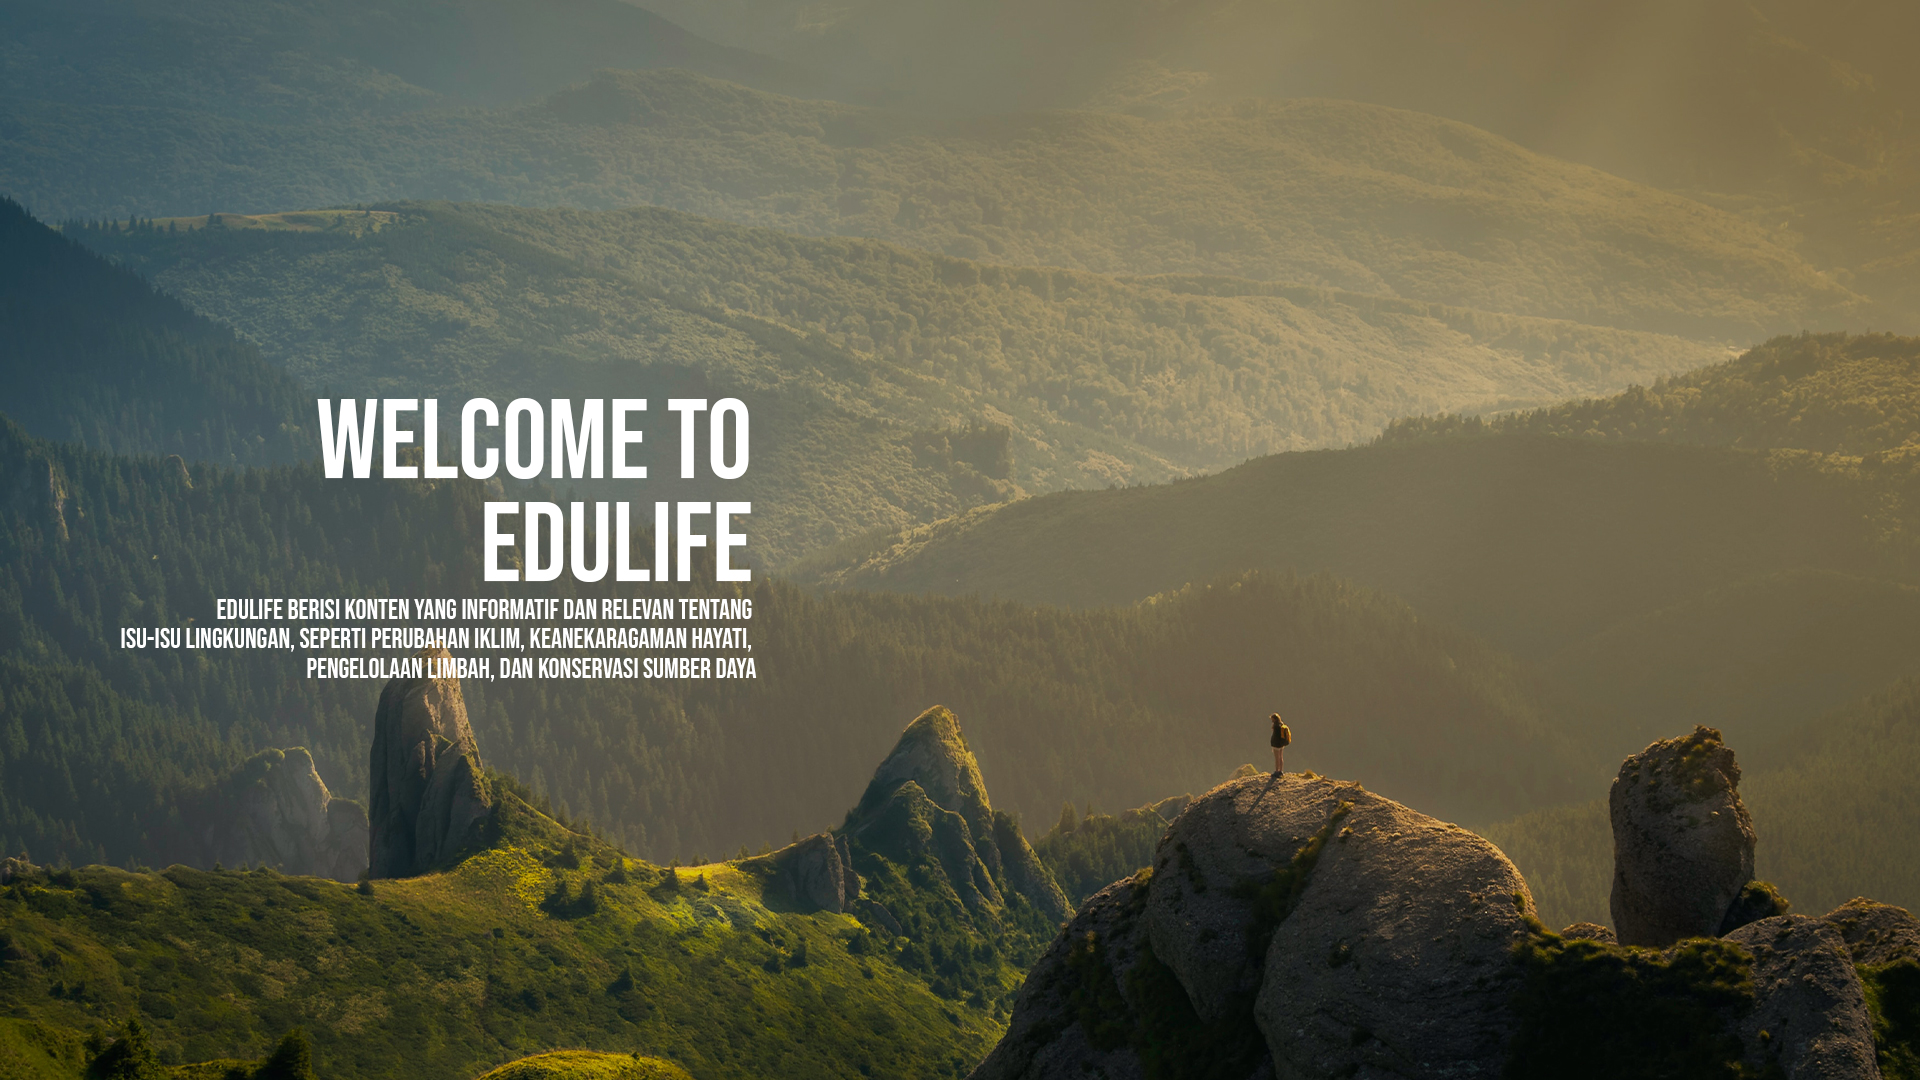 WELCOME TO
EDULIFE
EDULIFE BERISI KONTEN YANG INFORMATIF DAN RELEVAN TENTANG
ISU-ISU LINGKUNGAN, SEPERTI PERUBAHAN IKLIM, KEANEKARAGAMAN HAYATI,
PENGELOLAAN LIMBAH, DAN KONSERVASI SUMBER DAYA